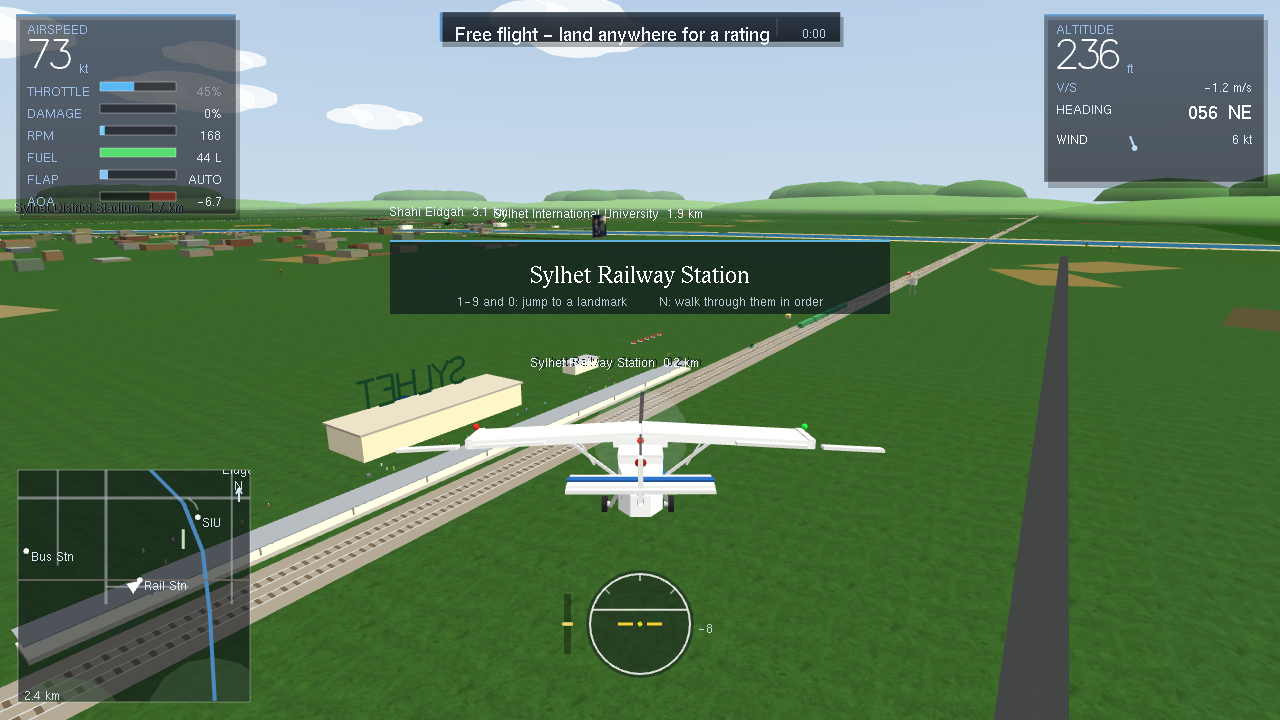 AIRSPEED
73 kt
THROTTLE 45%
DAMAGE 0%
RPM 168
FUEL 44 L
FLAP AUTO
AOA -6.7
Free flight – land anywhere for a rating 0:00
ALTITUDE
236 ft
V/S -1.2 m/s
HEADING 056 NE
WIND 6 kt
Sylhet District Stadium 4.7 km
Shahi Eidgah 3.1
Sylhet International University 1.9 km
Sylhet Railway Station
1-9 and 0: jump to a landmark N: walk through them in order
Sylhet Railway Station 0.2 km
SYLHET
N
SIU
Bus Stn
Rail Stn
2.4 km
-8